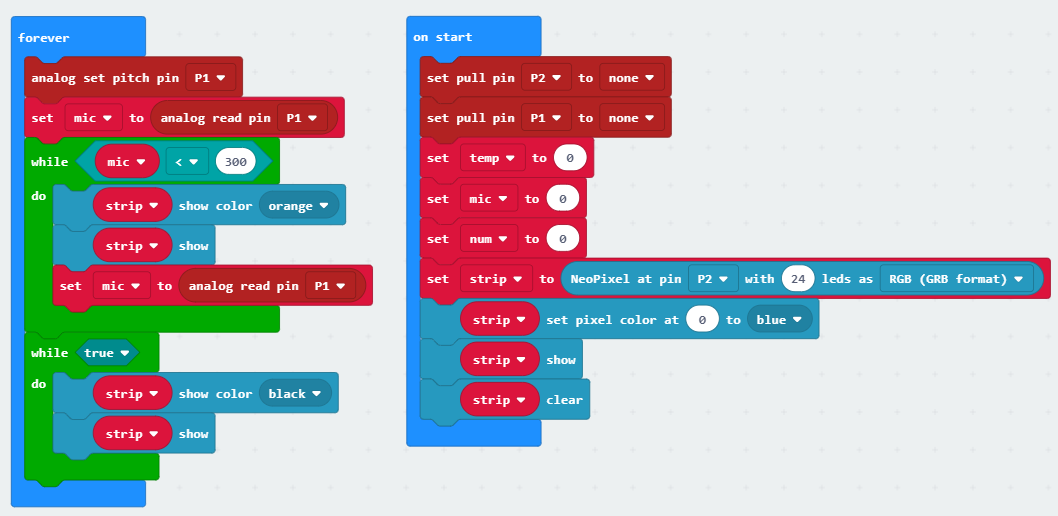 forever
analog set pitch pin P1
set mic to analog read pin P1
while mic < 300
do
strip show color orange
strip show
set mic to analog read pin P1
while true
do
strip show color black
strip show
on start
set pull pin P2 to none
set pull pin P1 to none
set temp to 0
set mic to 0
set num to 0
set strip to NeoPixel at pin P2 with 24 leds as RGB (GRB format)
strip set pixel color at 0 to blue
strip show
strip clear